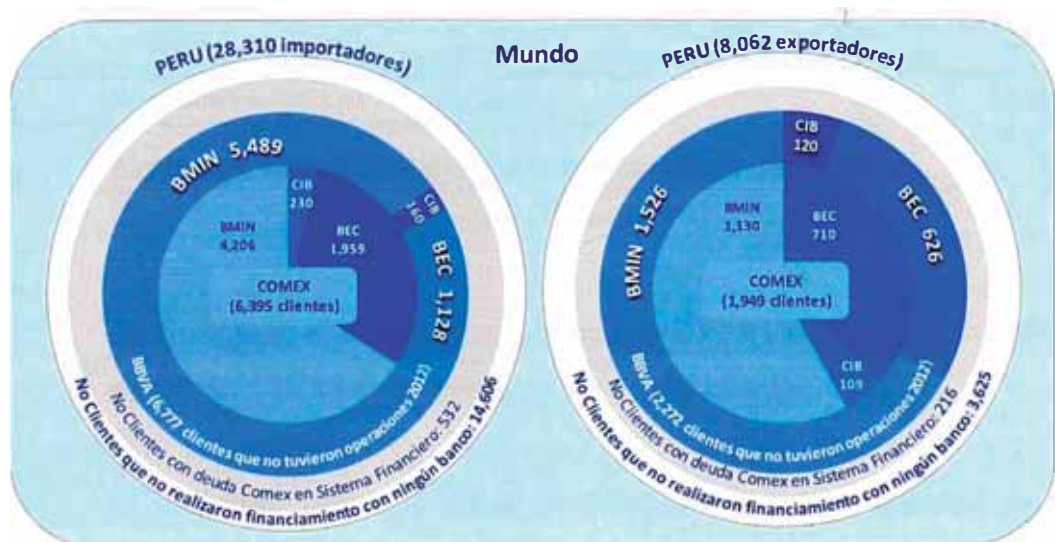 Mundo
PERU (28,310 importadores)
BMIN 5,489
CIB
160
BEC 1,128
CIB
230
BMIN
4,206
BEC
1,959
COMEX
(6,395 clientes)
BBVA (6,777 clientes que no tuvieron operaciones 2012)
No Clientes con deuda Comex en Sistema Financiero: 532
No Clientes que no realizaron financiamiento con ningún banco: 14,606
PERU (8,062 exportadores)
CIB
120
BMIN 1,526
BEC 626
BMIN
1,130
BEC
710
COMEX
(1,949 clientes)
CIB
109
BBVA (2,272 clientes que no tuvieron operaciones 2012)
No Clientes con deuda Comex en Sistema Financiero: 216
No Clientes que no realizaron financiamiento con ningún banco: 3,625